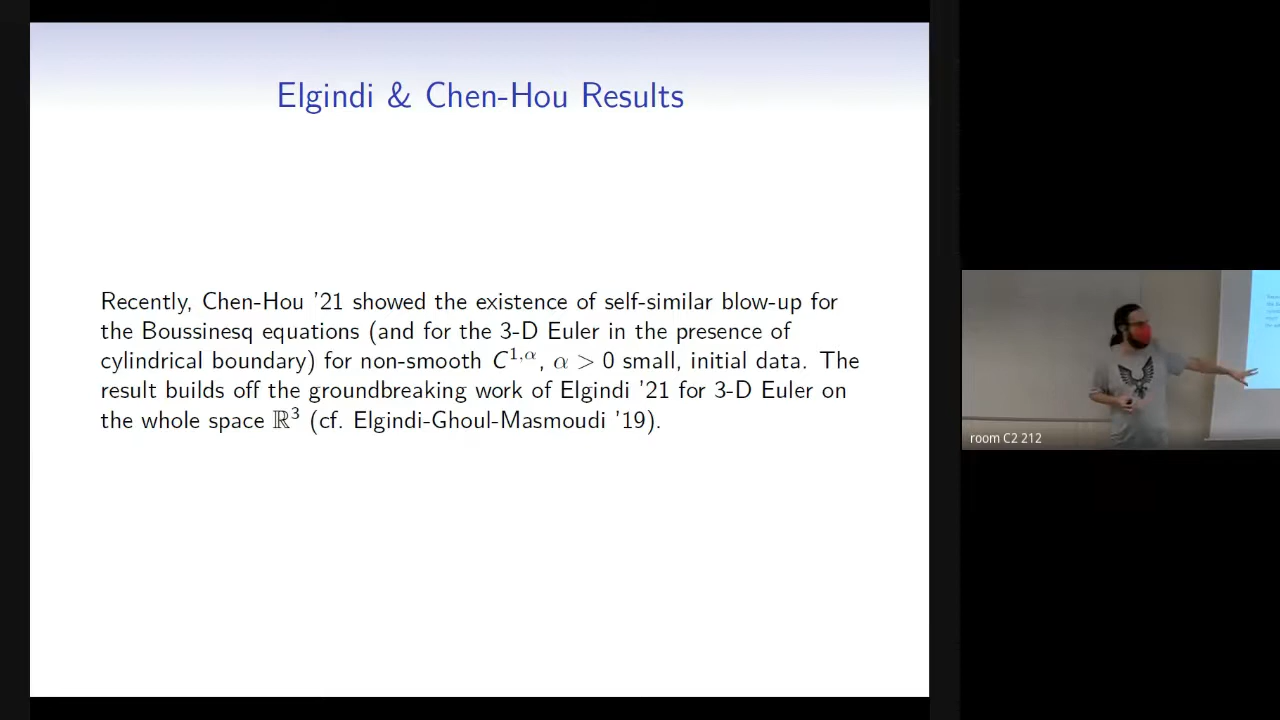 Elgindi & Chen-Hou Results
Recently, Chen-Hou '21 showed the existence of self-similar blow-up for
the Boussinesq equations (and for the 3-D Euler in the presence of
cylindrical boundary) for non-smooth C^{1,α}, α > 0 small, initial data. The
result builds off the groundbreaking work of Elgindi '21 for 3-D Euler on
the whole space ℝ³ (cf. Elgindi-Ghoul-Masmoudi '19).
room C2 212